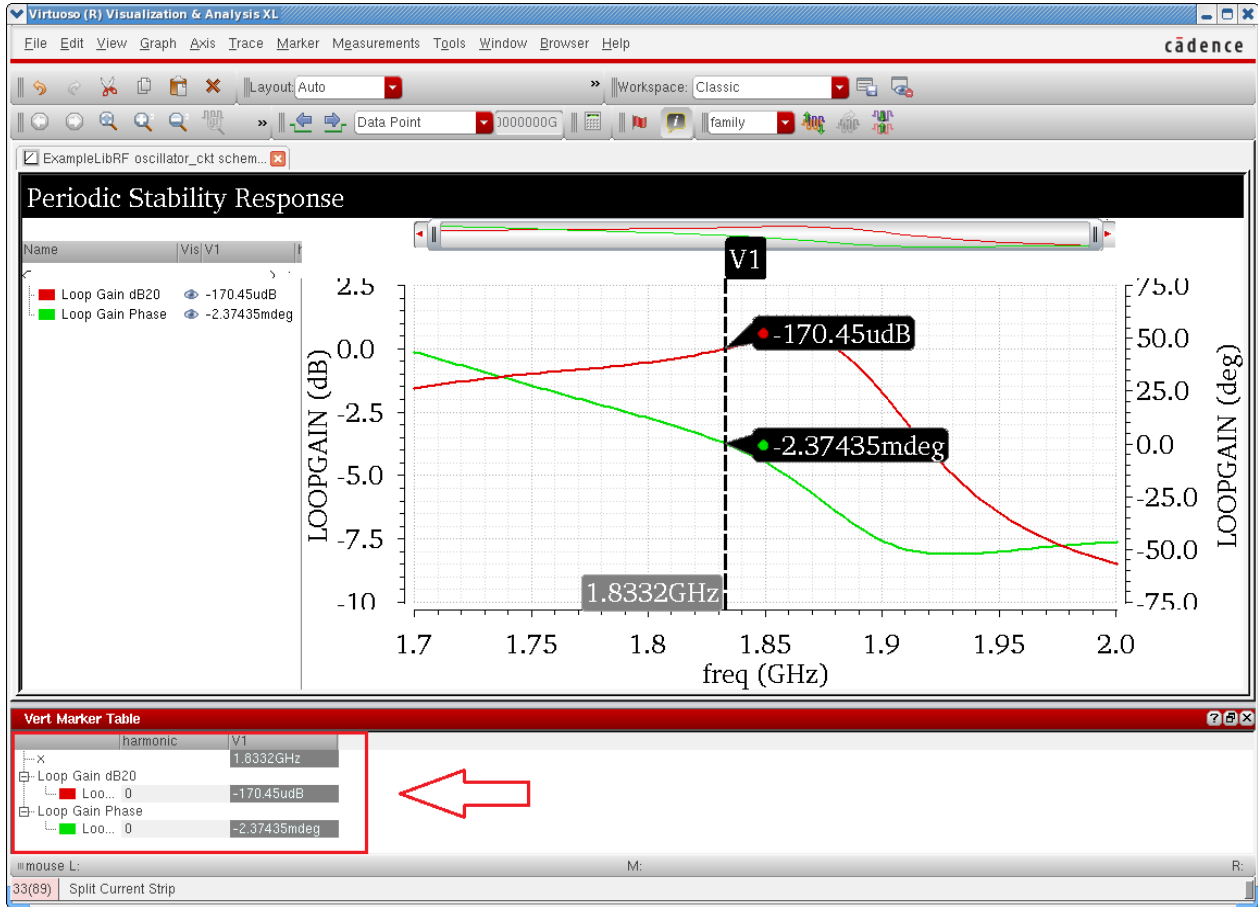 Virtuoso (R) Visualization & Analysis XL
File Edit View Graph Axis Trace Marker Measurements Tools Window Browser Help
cādence
Layout: Auto » Workspace: Classic
» Data Point 0000000G family
ExampleLibRF oscillator_ckt schem...
Periodic Stability Response
Name Vis V1
Loop Gain dB20 -170.45udB
Loop Gain Phase -2.37435mdeg
V1
2.5
0.0
-2.5
-5.0
-7.5
-10
LOOPGAIN (dB)
-170.45udB
-2.37435mdeg
1.8332GHz
75.0
50.0
25.0
0.0
-25.0
-50.0
-75.0
LOOPGAIN (deg)
1.7 1.75 1.8 1.85 1.9 1.95 2.0
freq (GHz)
Vert Marker Table
harmonic V1
x 1.8332GHz
Loop Gain dB20
Loo... 0 -170.45udB
Loop Gain Phase
Loo... 0 -2.37435mdeg
mouse L: M: R:
33(89) Split Current Strip